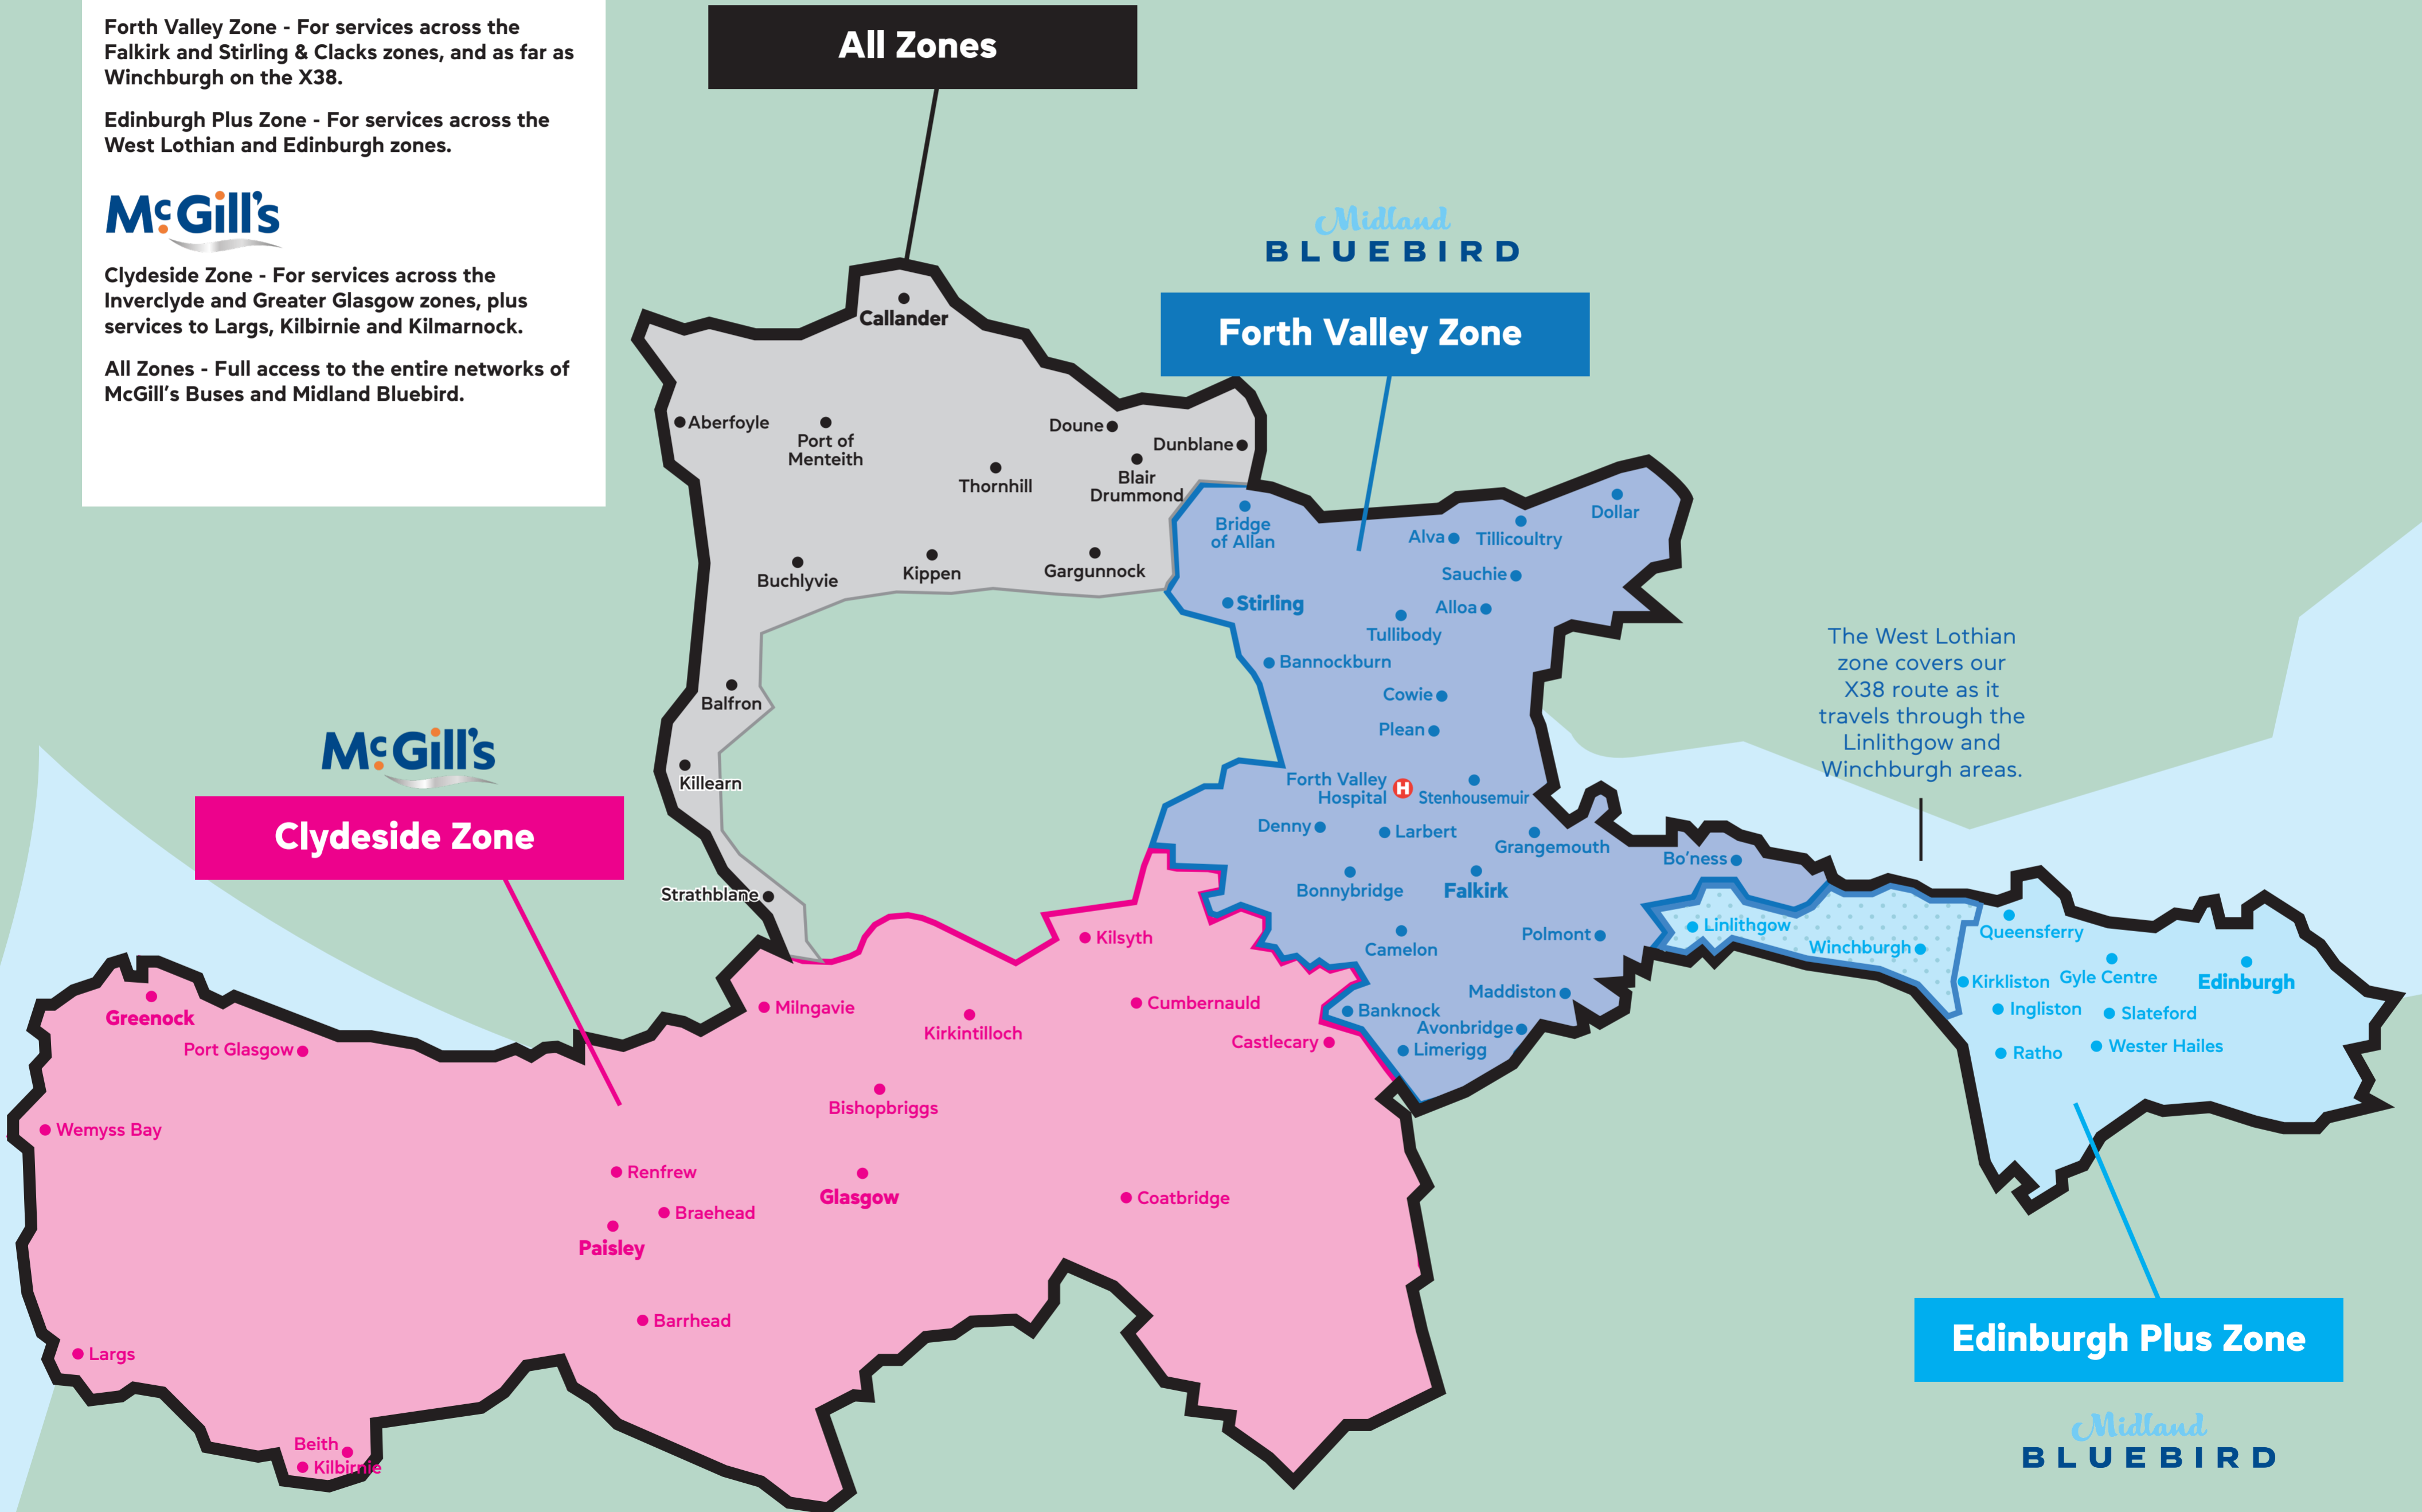 Forth Valley Zone - For services across the
Falkirk and Stirling & Clacks zones, and as far as
Winchburgh on the X38.
Edinburgh Plus Zone - For services across the
West Lothian and Edinburgh zones.
McGill's
Clydeside Zone - For services across the
Inverclyde and Greater Glasgow zones, plus
services to Largs, Kilbirnie and Kilmarnock.
All Zones - Full access to the entire networks of
McGill's Buses and Midland Bluebird.
All Zones
Midland
BLUEBIRD
Forth Valley Zone
Callander
Aberfoyle
Port of
Menteith
Doune
Dunblane
Thornhill
Blair
Drummond
Buchlyvie
Kippen
Gargunnock
Balfron
Killearn
Strathblane
Bridge
of Allan
Alva
Tillicoultry
Dollar
Sauchie
Stirling
Alloa
Tullibody
Bannockburn
Cowie
Plean
Forth Valley
Hospital
H
Stenhousemuir
Denny
Larbert
Grangemouth
Bo'ness
Bonnybridge
Falkirk
Camelon
Polmont
Maddiston
Banknock
Avonbridge
Limerigg
The West Lothian
zone covers our
X38 route as it
travels through the
Linlithgow and
Winchburgh areas.
Linlithgow
Winchburgh
Queensferry
Kirkliston
Gyle Centre
Edinburgh
Ingliston
Slateford
Ratho
Wester Hailes
Edinburgh Plus Zone
Midland
BLUEBIRD
McGill's
Clydeside Zone
Greenock
Port Glasgow
Wemyss Bay
Largs
Beith
Kilbirnie
Milngavie
Kirkintilloch
Kilsyth
Cumbernauld
Castlecary
Bishopbriggs
Renfrew
Glasgow
Braehead
Paisley
Coatbridge
Barrhead